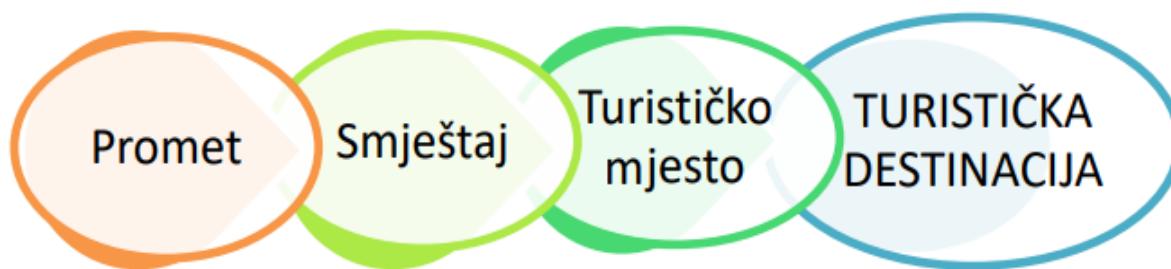 Promet
Smještaj
Turističko
mjesto
TURISTIČKA
DESTINACIJA